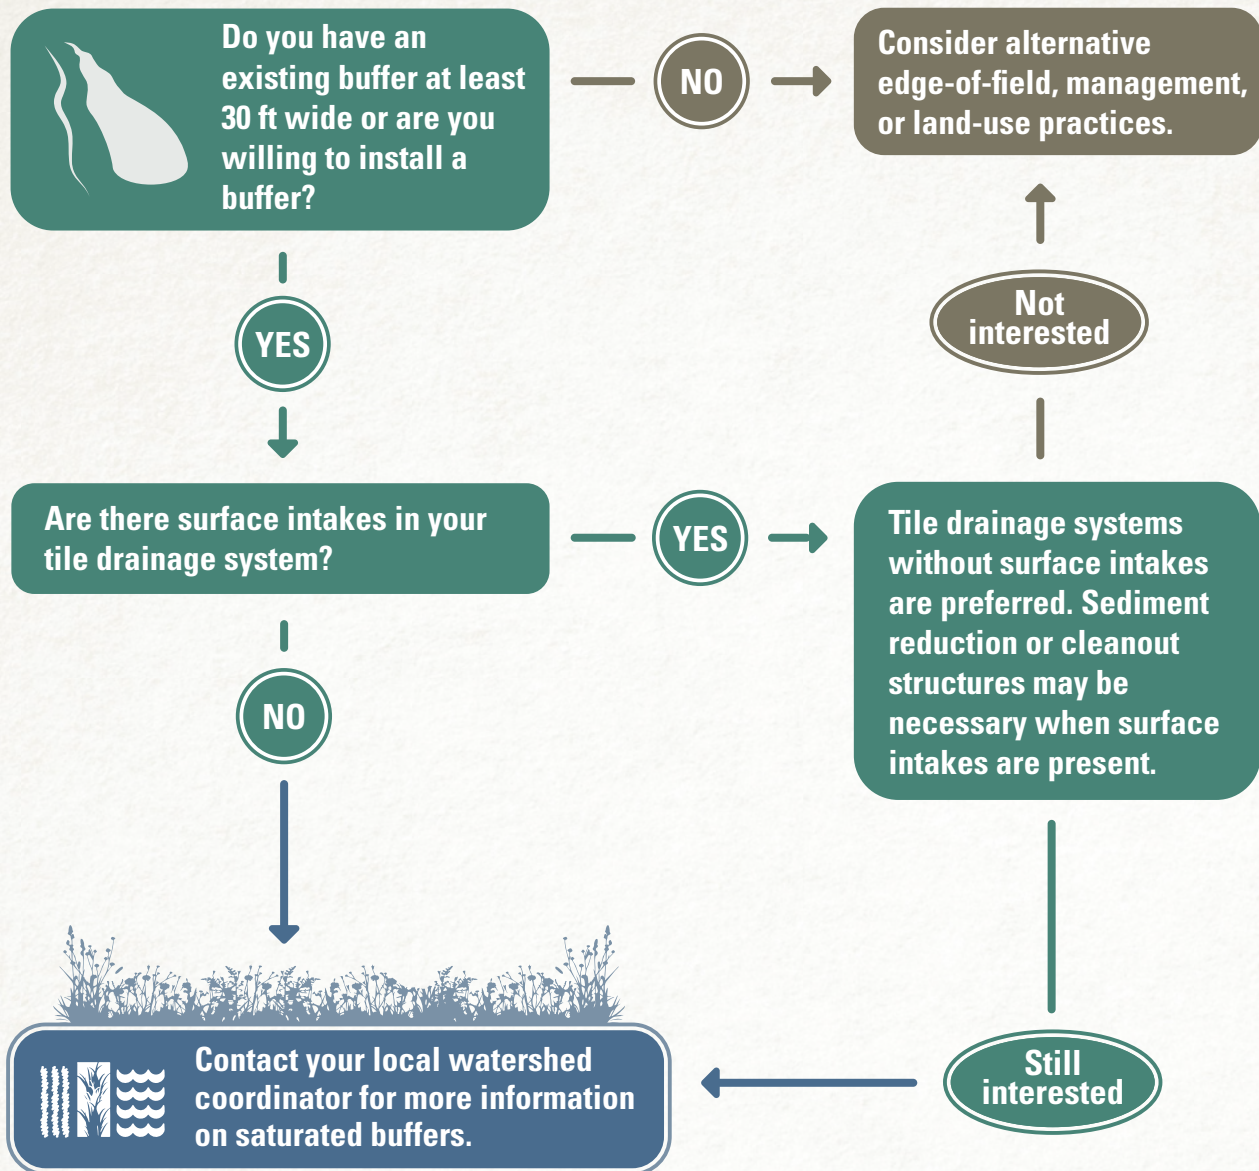 Do you have an
existing buffer at least
30 ft wide or are you
willing to install a
buffer?
NO
Consider alternative
edge-of-field, management,
or land-use practices.
YES
Not
interested
Are there surface intakes in your
tile drainage system?
YES
Tile drainage systems
without surface intakes
are preferred. Sediment
reduction or cleanout
structures may be
necessary when surface
intakes are present.
NO
Contact your local watershed
coordinator for more information
on saturated buffers.
Still
interested